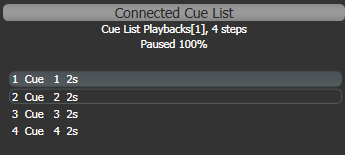 Connected Cue List
Cue List Playbacks[1], 4 steps
Paused 100%
1 Cue 1 2s
2 Cue 2 2s
3 Cue 3 2s
4 Cue 4 2s